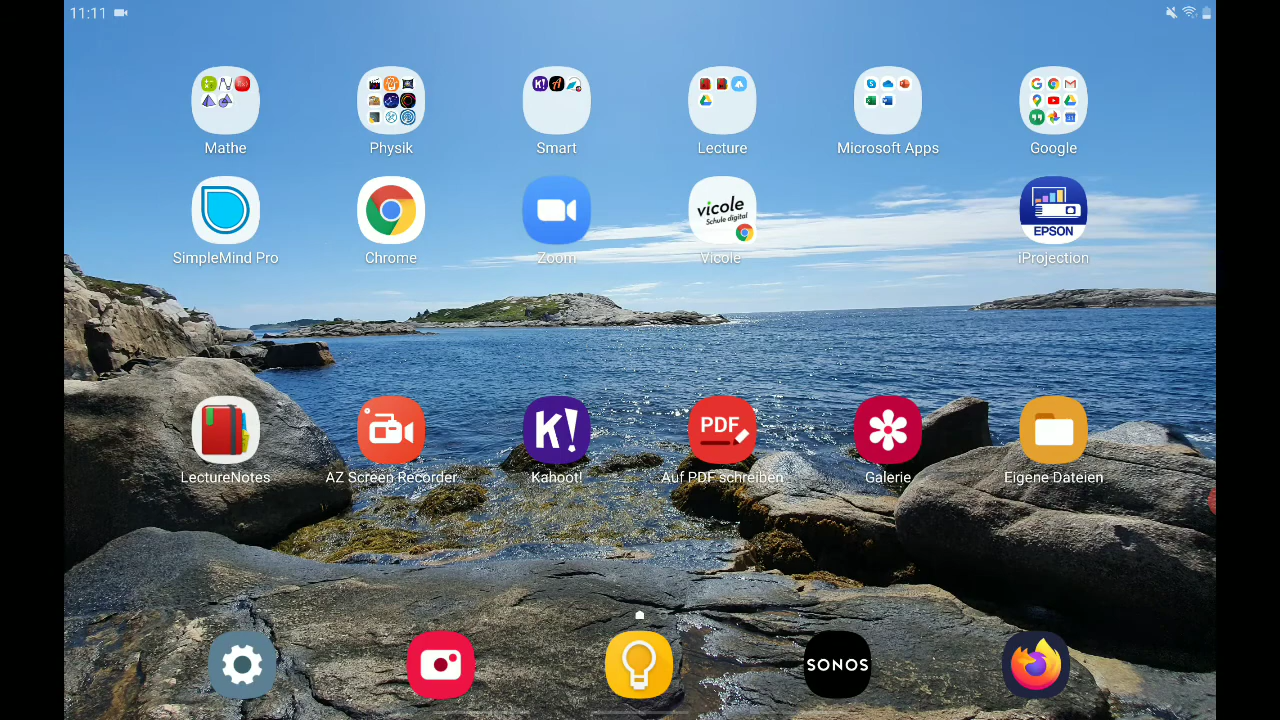 11:11
Mathe
Physik
Smart
Lecture
Microsoft Apps
Google
vicole
Schule digital
EPSON
SimpleMind Pro
Chrome
Zoom
Vicole
iProjection
K!
PDF
LectureNotes
AZ Screen Recorder
Kahoot!
Auf PDF schreiben
Galerie
Eigene Dateien
SONOS